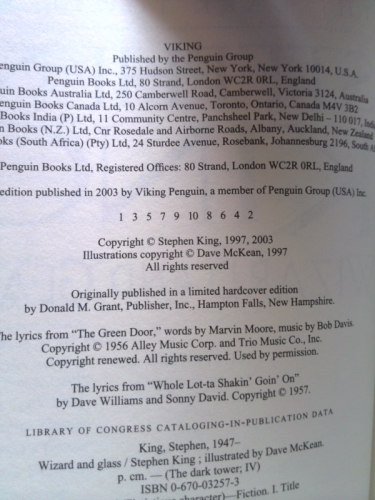 VIKING
Published by the Penguin Group
Penguin Group (USA) Inc., 375 Hudson Street, New York, New York 10014, U.S.A.
Penguin Books Ltd, 80 Strand, London WC2R 0RL, England
uin Books Australia Ltd, 250 Camberwell Road, Camberwell, Victoria 3124, Australia
enguin Books Canada Ltd, 10 Alcorn Avenue, Toronto, Ontario, Canada M4V 3B2
Books India (P) Ltd, 11 Community Centre, Panchsheel Park, New Delhi – 110 017, India
n Books (N.Z.) Ltd, Cnr Rosedale and Airborne Roads, Albany, Auckland, New Zealand
oks (South Africa) (Pty) Ltd, 24 Sturdee Avenue, Rosebank, Johannesburg 2196, South
Penguin Books Ltd, Registered Offices: 80 Strand, London WC2R 0RL, England
edition published in 2003 by Viking Penguin, a member of Penguin Group (USA) Inc.
1 3 5 7 9 10 8 6 4 2
Copyright © Stephen King, 1997, 2003
Illustrations copyright © Dave McKean, 1997
All rights reserved
Originally published in a limited hardcover edition
by Donald M. Grant, Publisher, Inc., Hampton Falls, New Hampshire.
The lyrics from "The Green Door," words by Marvin Moore, music by Bob Davis.
Copyright © 1956 Alley Music Corp. and Trio Music Co., Inc.
Copyright renewed. All rights reserved. Used by permission.
The lyrics from "Whole Lot-ta Shakin' Goin' On"
by Dave Williams and Sonny David. Copyright © 1957.
LIBRARY OF CONGRESS CATALOGING-IN-PUBLICATION DATA
King, Stephen, 1947–
Wizard and glass / Stephen King ; illustrated by Dave McKean.
p. cm. — (The dark tower; IV)
ISBN 0-670-03257-3
character)—Fiction. I. Title